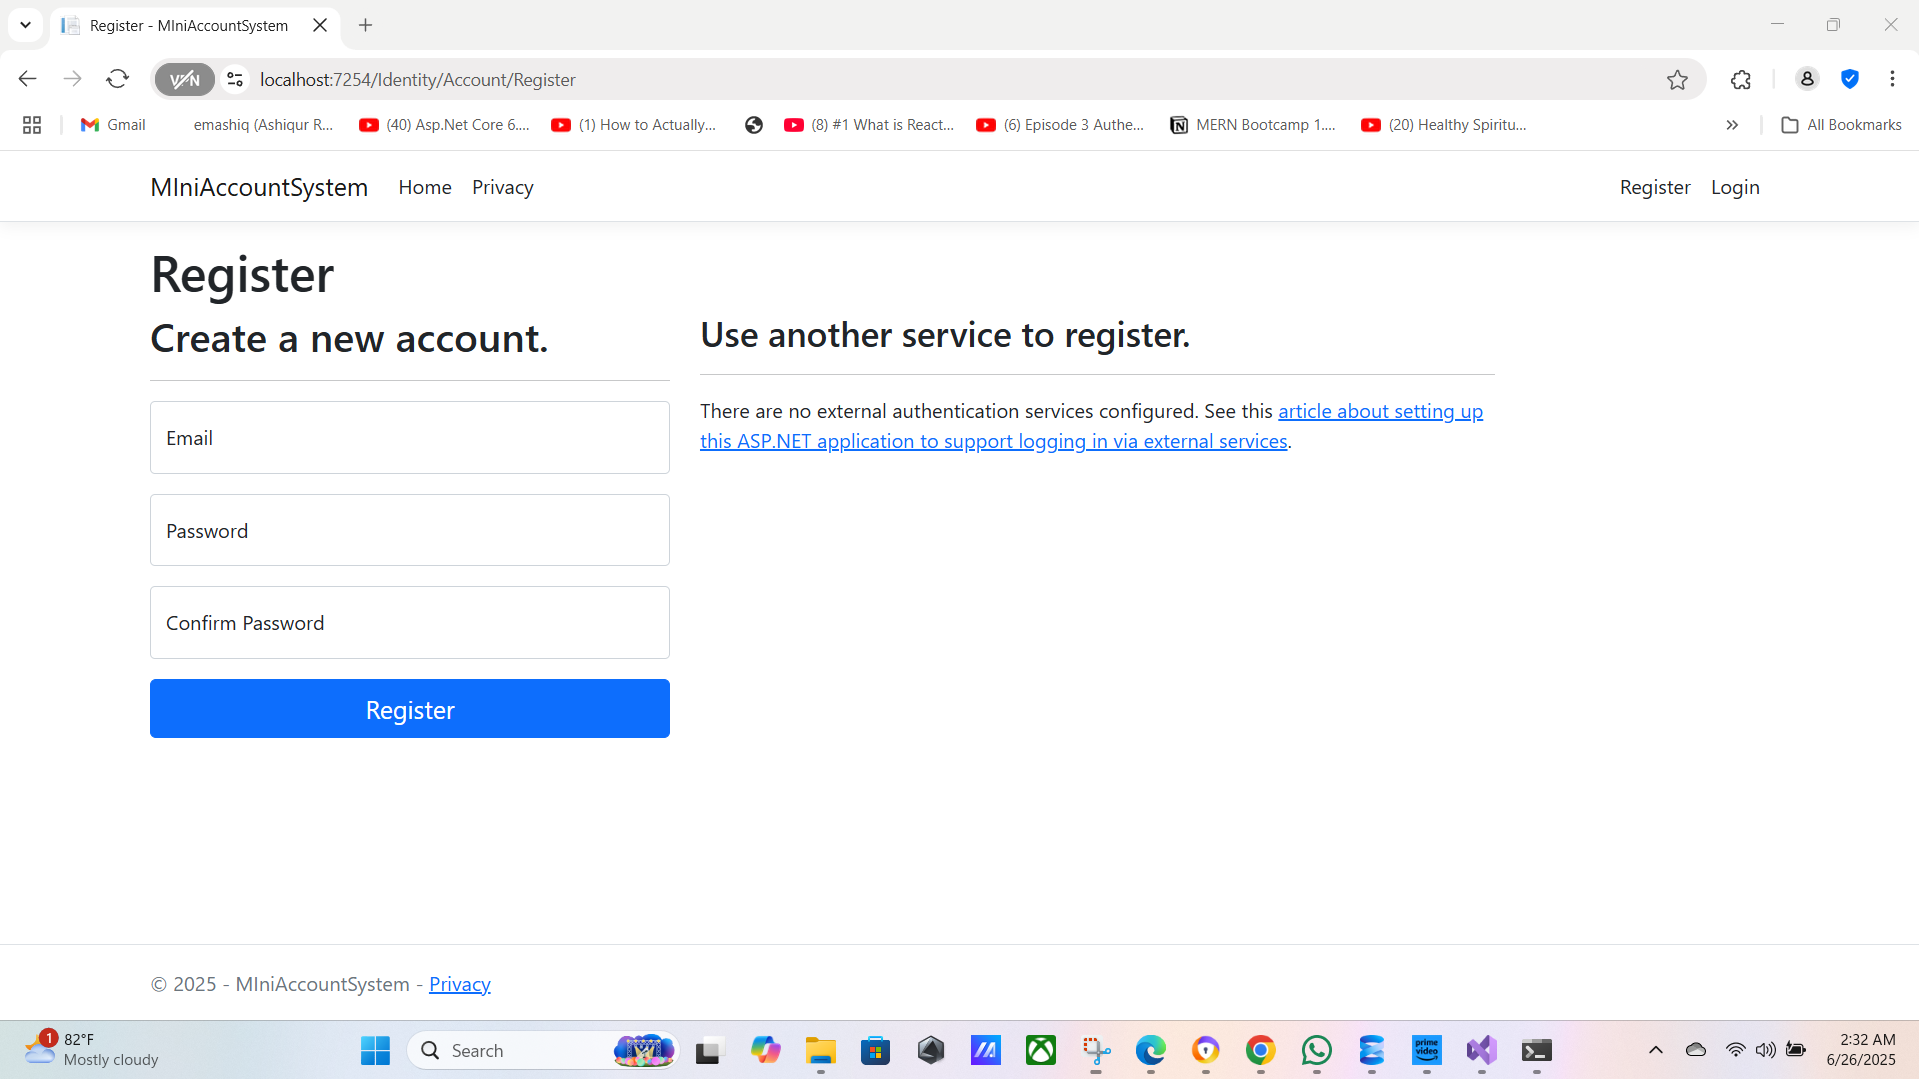 Register - MIniAccountSystem
VPN
localhost:7254/Identity/Account/Register
Gmail
emashiq (Ashiqur R...
(40) Asp.Net Core 6....
(1) How to Actually...
(8) #1 What is React...
(6) Episode 3 Authe...
MERN Bootcamp 1....
(20) Healthy Spiritu...
All Bookmarks
MIniAccountSystem
Home
Privacy
Register
Login
Register
Create a new account.
Email
Password
Confirm Password
Register
Use another service to register.
There are no external authentication services configured. See this article about setting up
this ASP.NET application to support logging in via external services.
© 2025 - MIniAccountSystem - Privacy
1
82°F
Mostly cloudy
Search
prime
video
2:32 AM
6/26/2025